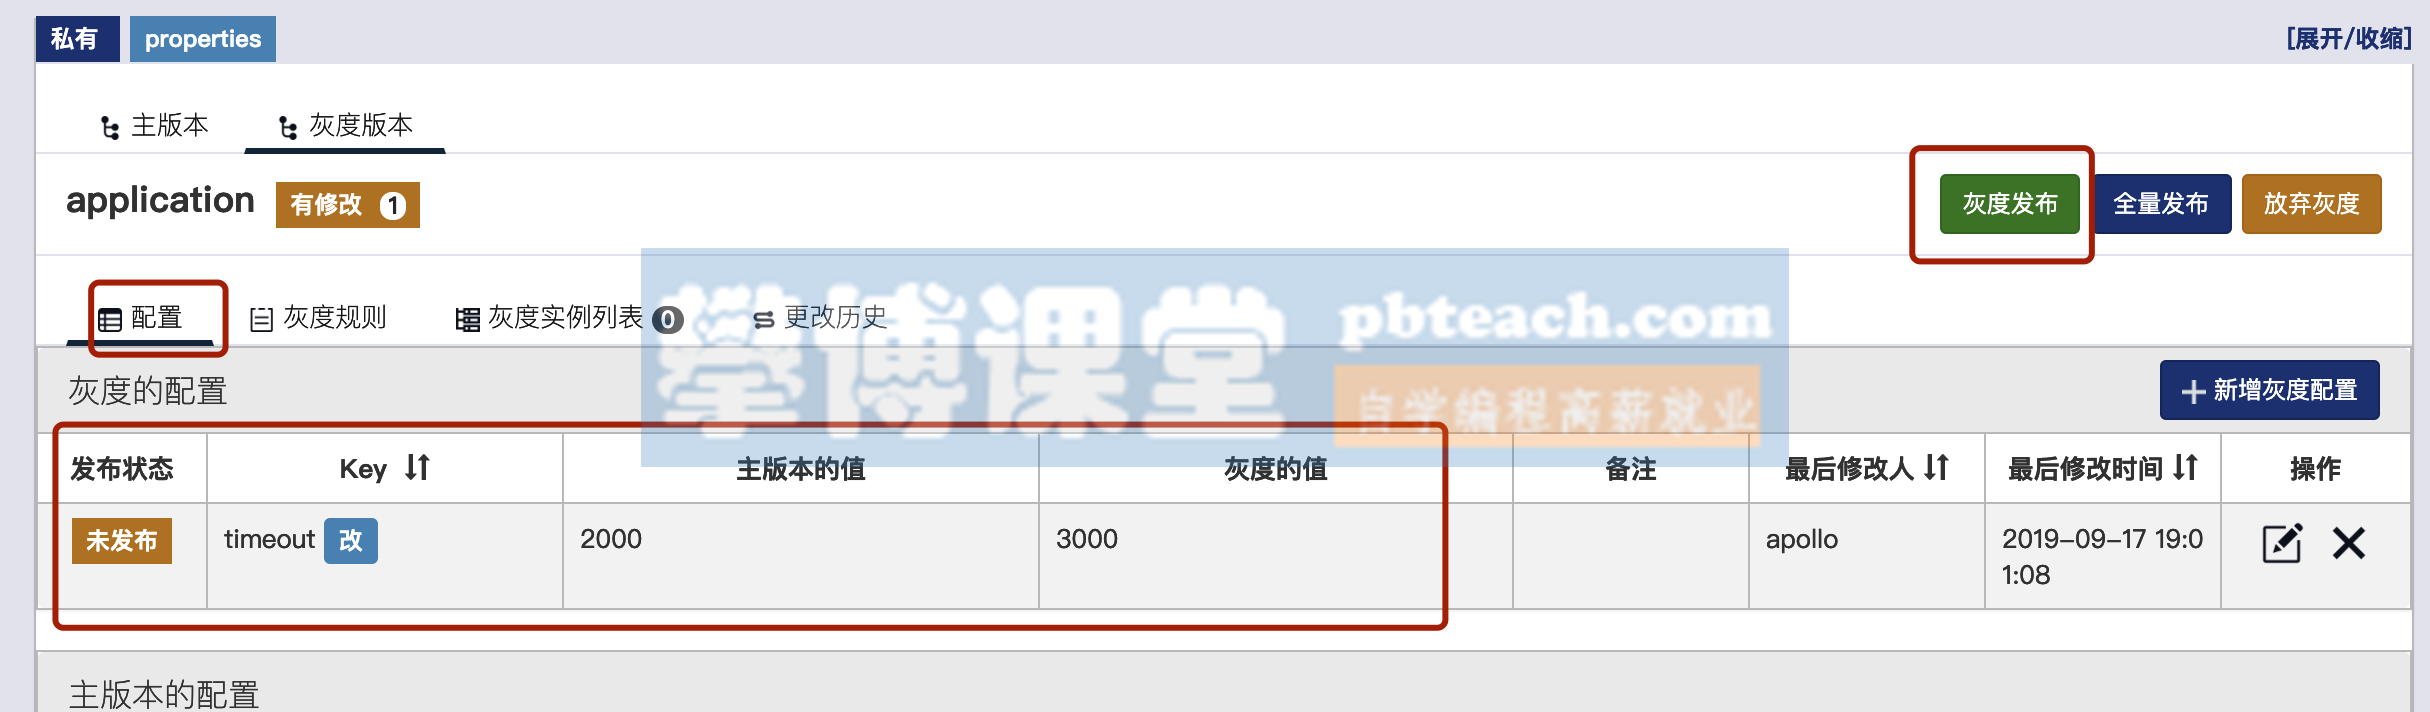 私有 properties [展开/收缩]
主版本 灰度版本
application 有修改 1 灰度发布 全量发布 放弃灰度
配置 灰度规则 灰度实例列表 0 更改历史
攀博课堂 pbteach.com
自学编程高薪就业
灰度的配置 +新增灰度配置
发布状态 Key 主版本的值 灰度的值 备注 最后修改人 最后修改时间 操作
未发布 timeout 改 2000 3000 apollo 2019-09-17 19:0
1:08
主版本的配置